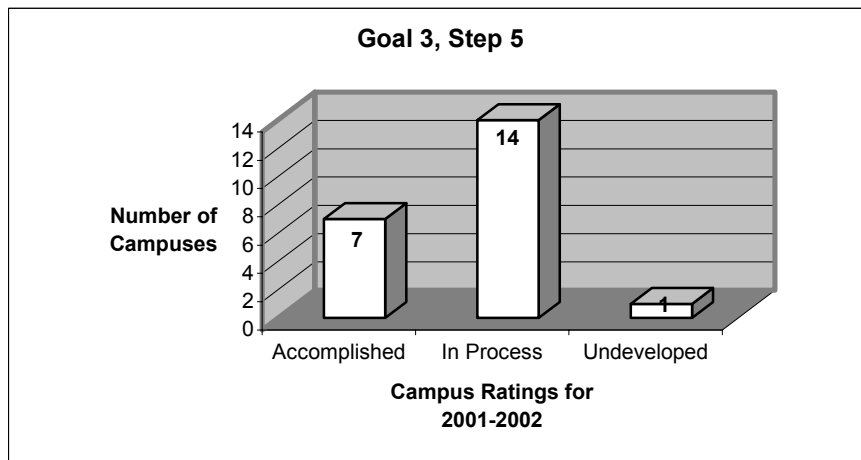 Goal 3, Step 5
14
12
10
8
6
4
2
0
Number of
Campuses
7
14
1
Accomplished
In Process
Undeveloped
Campus Ratings for
2001-2002